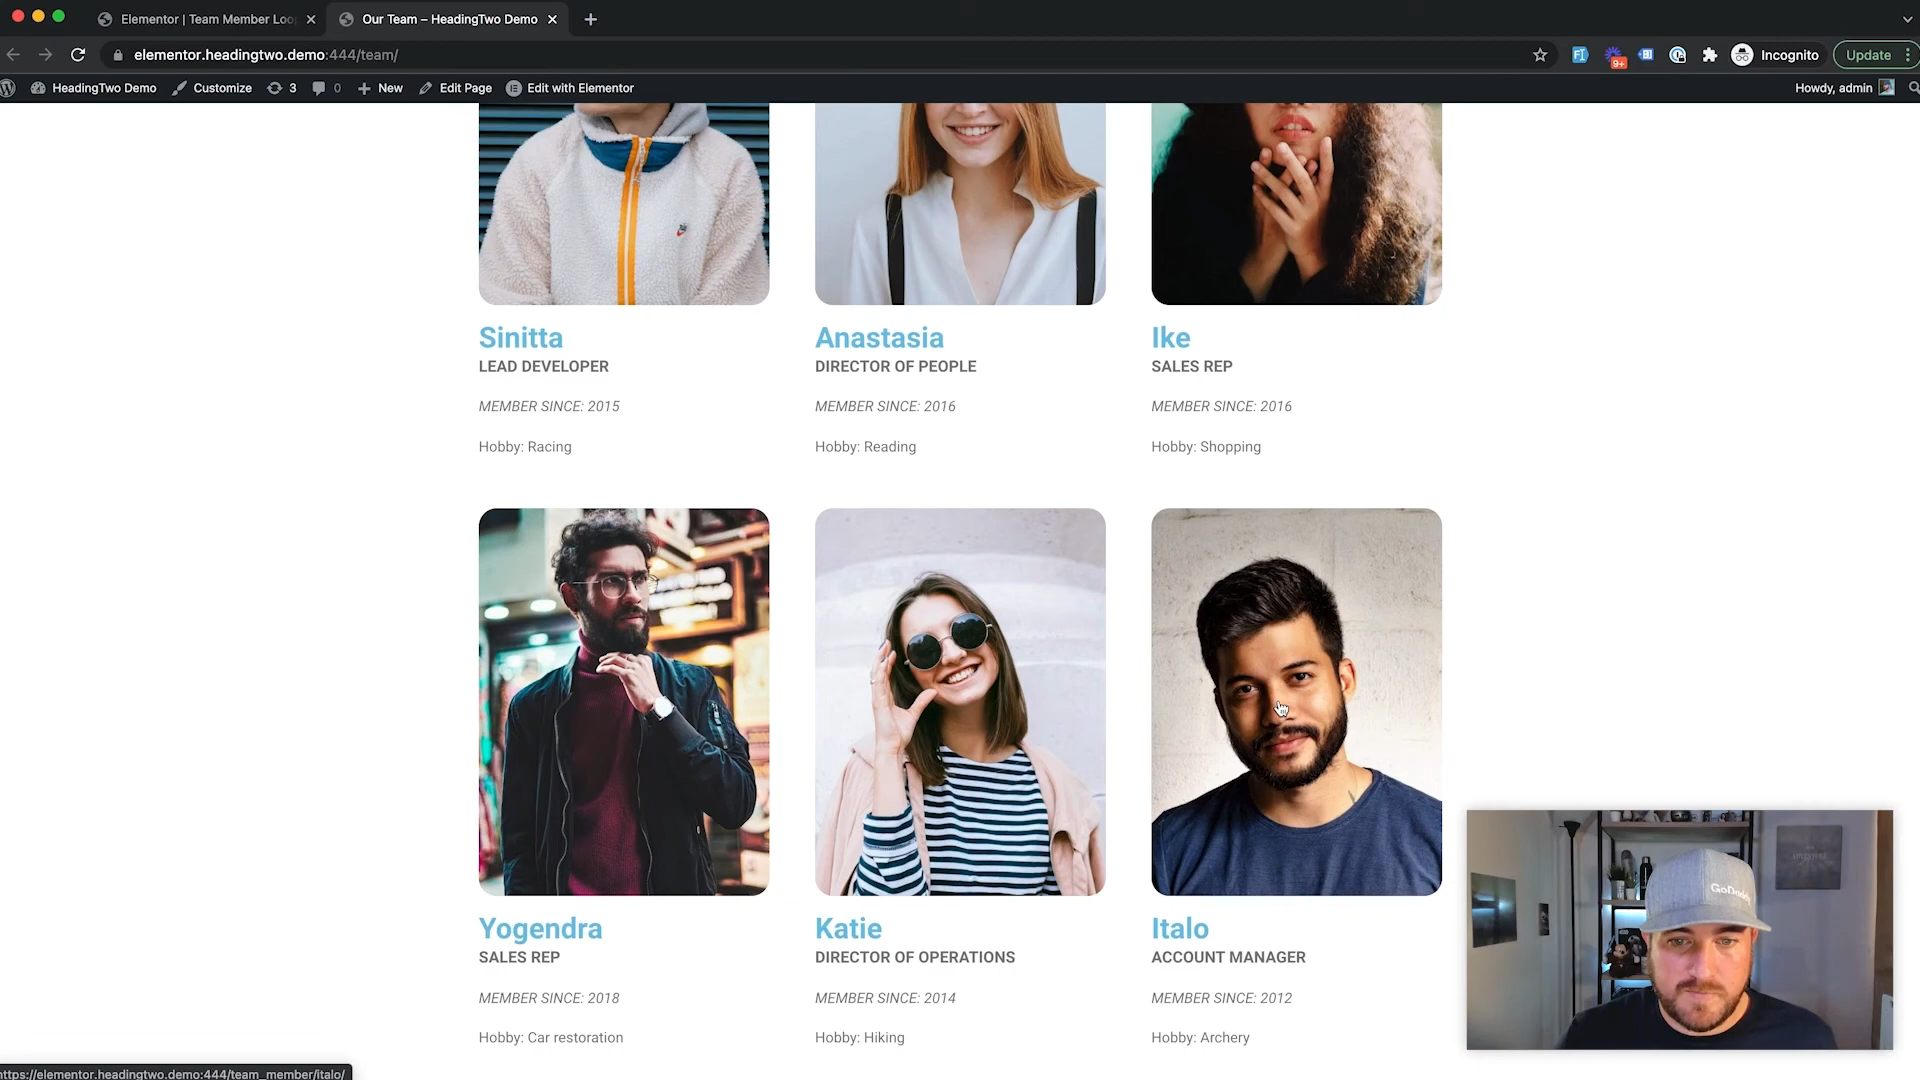 Elementor | Team Member Loo
Our Team – HeadingTwo Demo
elementor.headingtwo.demo:444/team/
9+
Incognito
Update
HeadingTwo Demo
Customize
3
0
New
Edit Page
Edit with Elementor
Howdy, admin
Sinitta
LEAD DEVELOPER
MEMBER SINCE: 2015
Hobby: Racing
Anastasia
DIRECTOR OF PEOPLE
MEMBER SINCE: 2016
Hobby: Reading
Ike
SALES REP
MEMBER SINCE: 2016
Hobby: Shopping
Yogendra
SALES REP
MEMBER SINCE: 2018
Hobby: Car restoration
Katie
DIRECTOR OF OPERATIONS
MEMBER SINCE: 2014
Hobby: Hiking
Italo
ACCOUNT MANAGER
MEMBER SINCE: 2012
Hobby: Archery
https://elementor.headingtwo.demo:444/team_member/italo/